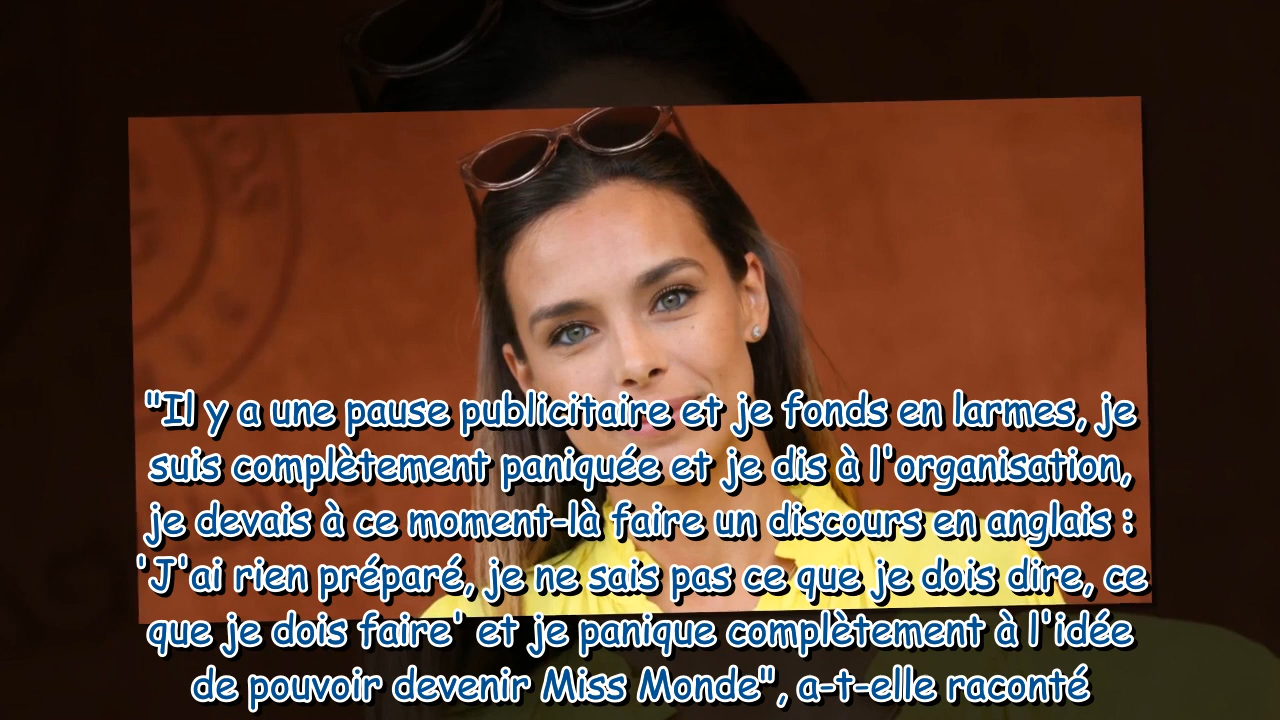 "Il y a une pause publicitaire et je fonds en larmes, je
suis complètement paniquée et je dis à l'organisation,
je devais à ce moment-là faire un discours en anglais :
'J'ai rien préparé, je ne sais pas ce que je dois dire, ce
que je dois faire' et je panique complètement à l'idée
de pouvoir devenir Miss Monde", a-t-elle raconté